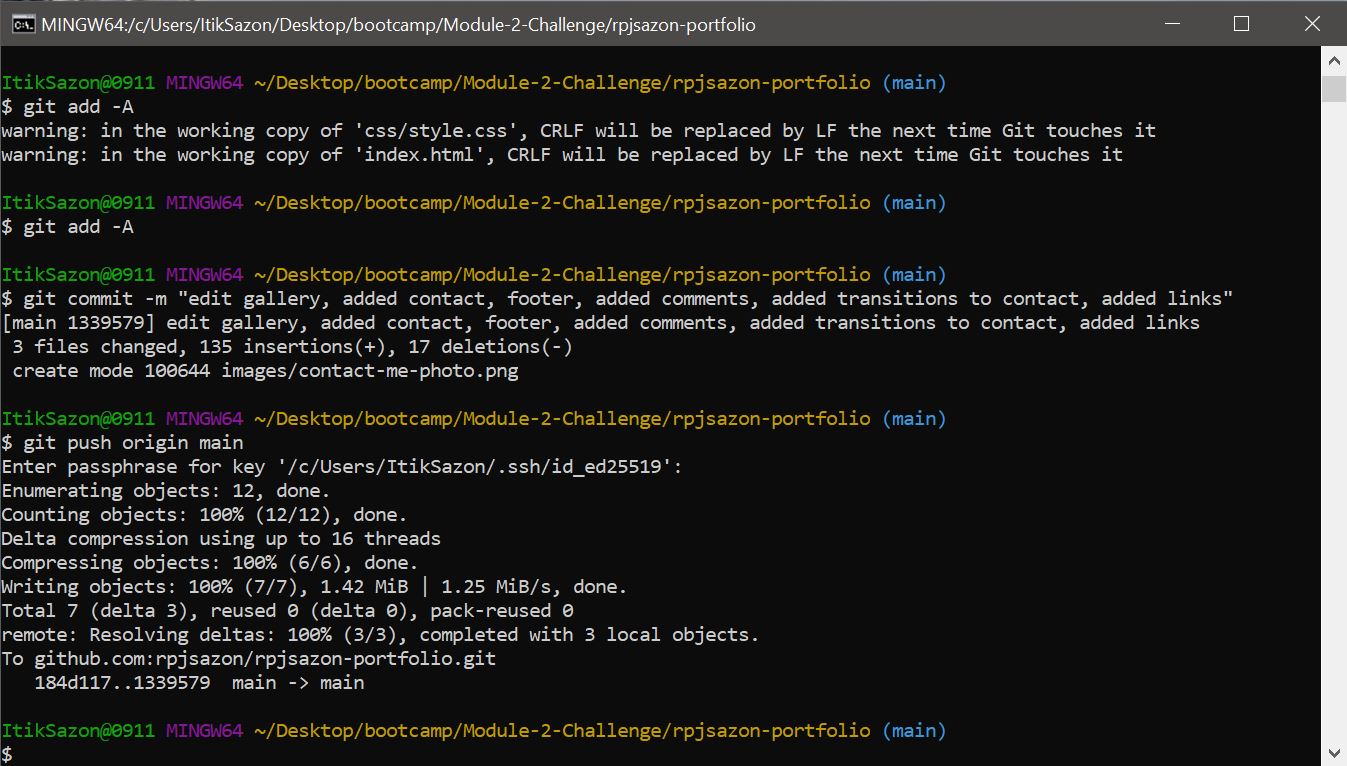 MINGW64:/c/Users/ItikSazon/Desktop/bootcamp/Module-2-Challenge/rpjsazon-portfolio
ItikSazon@0911 MINGW64 ~/Desktop/bootcamp/Module-2-Challenge/rpjsazon-portfolio (main)
$ git add -A
warning: in the working copy of 'css/style.css', CRLF will be replaced by LF the next time Git touches it
warning: in the working copy of 'index.html', CRLF will be replaced by LF the next time Git touches it
ItikSazon@0911 MINGW64 ~/Desktop/bootcamp/Module-2-Challenge/rpjsazon-portfolio (main)
$ git add -A
ItikSazon@0911 MINGW64 ~/Desktop/bootcamp/Module-2-Challenge/rpjsazon-portfolio (main)
$ git commit -m "edit gallery, added contact, footer, added comments, added transitions to contact, added links"
[main 1339579] edit gallery, added contact, footer, added comments, added transitions to contact, added links
 3 files changed, 135 insertions(+), 17 deletions(-)
 create mode 100644 images/contact-me-photo.png
ItikSazon@0911 MINGW64 ~/Desktop/bootcamp/Module-2-Challenge/rpjsazon-portfolio (main)
$ git push origin main
Enter passphrase for key '/c/Users/ItikSazon/.ssh/id_ed25519':
Enumerating objects: 12, done.
Counting objects: 100% (12/12), done.
Delta compression using up to 16 threads
Compressing objects: 100% (6/6), done.
Writing objects: 100% (7/7), 1.42 MiB | 1.25 MiB/s, done.
Total 7 (delta 3), reused 0 (delta 0), pack-reused 0
remote: Resolving deltas: 100% (3/3), completed with 3 local objects.
To github.com:rpjsazon/rpjsazon-portfolio.git
   184d117..1339579  main -> main
ItikSazon@0911 MINGW64 ~/Desktop/bootcamp/Module-2-Challenge/rpjsazon-portfolio (main)
$